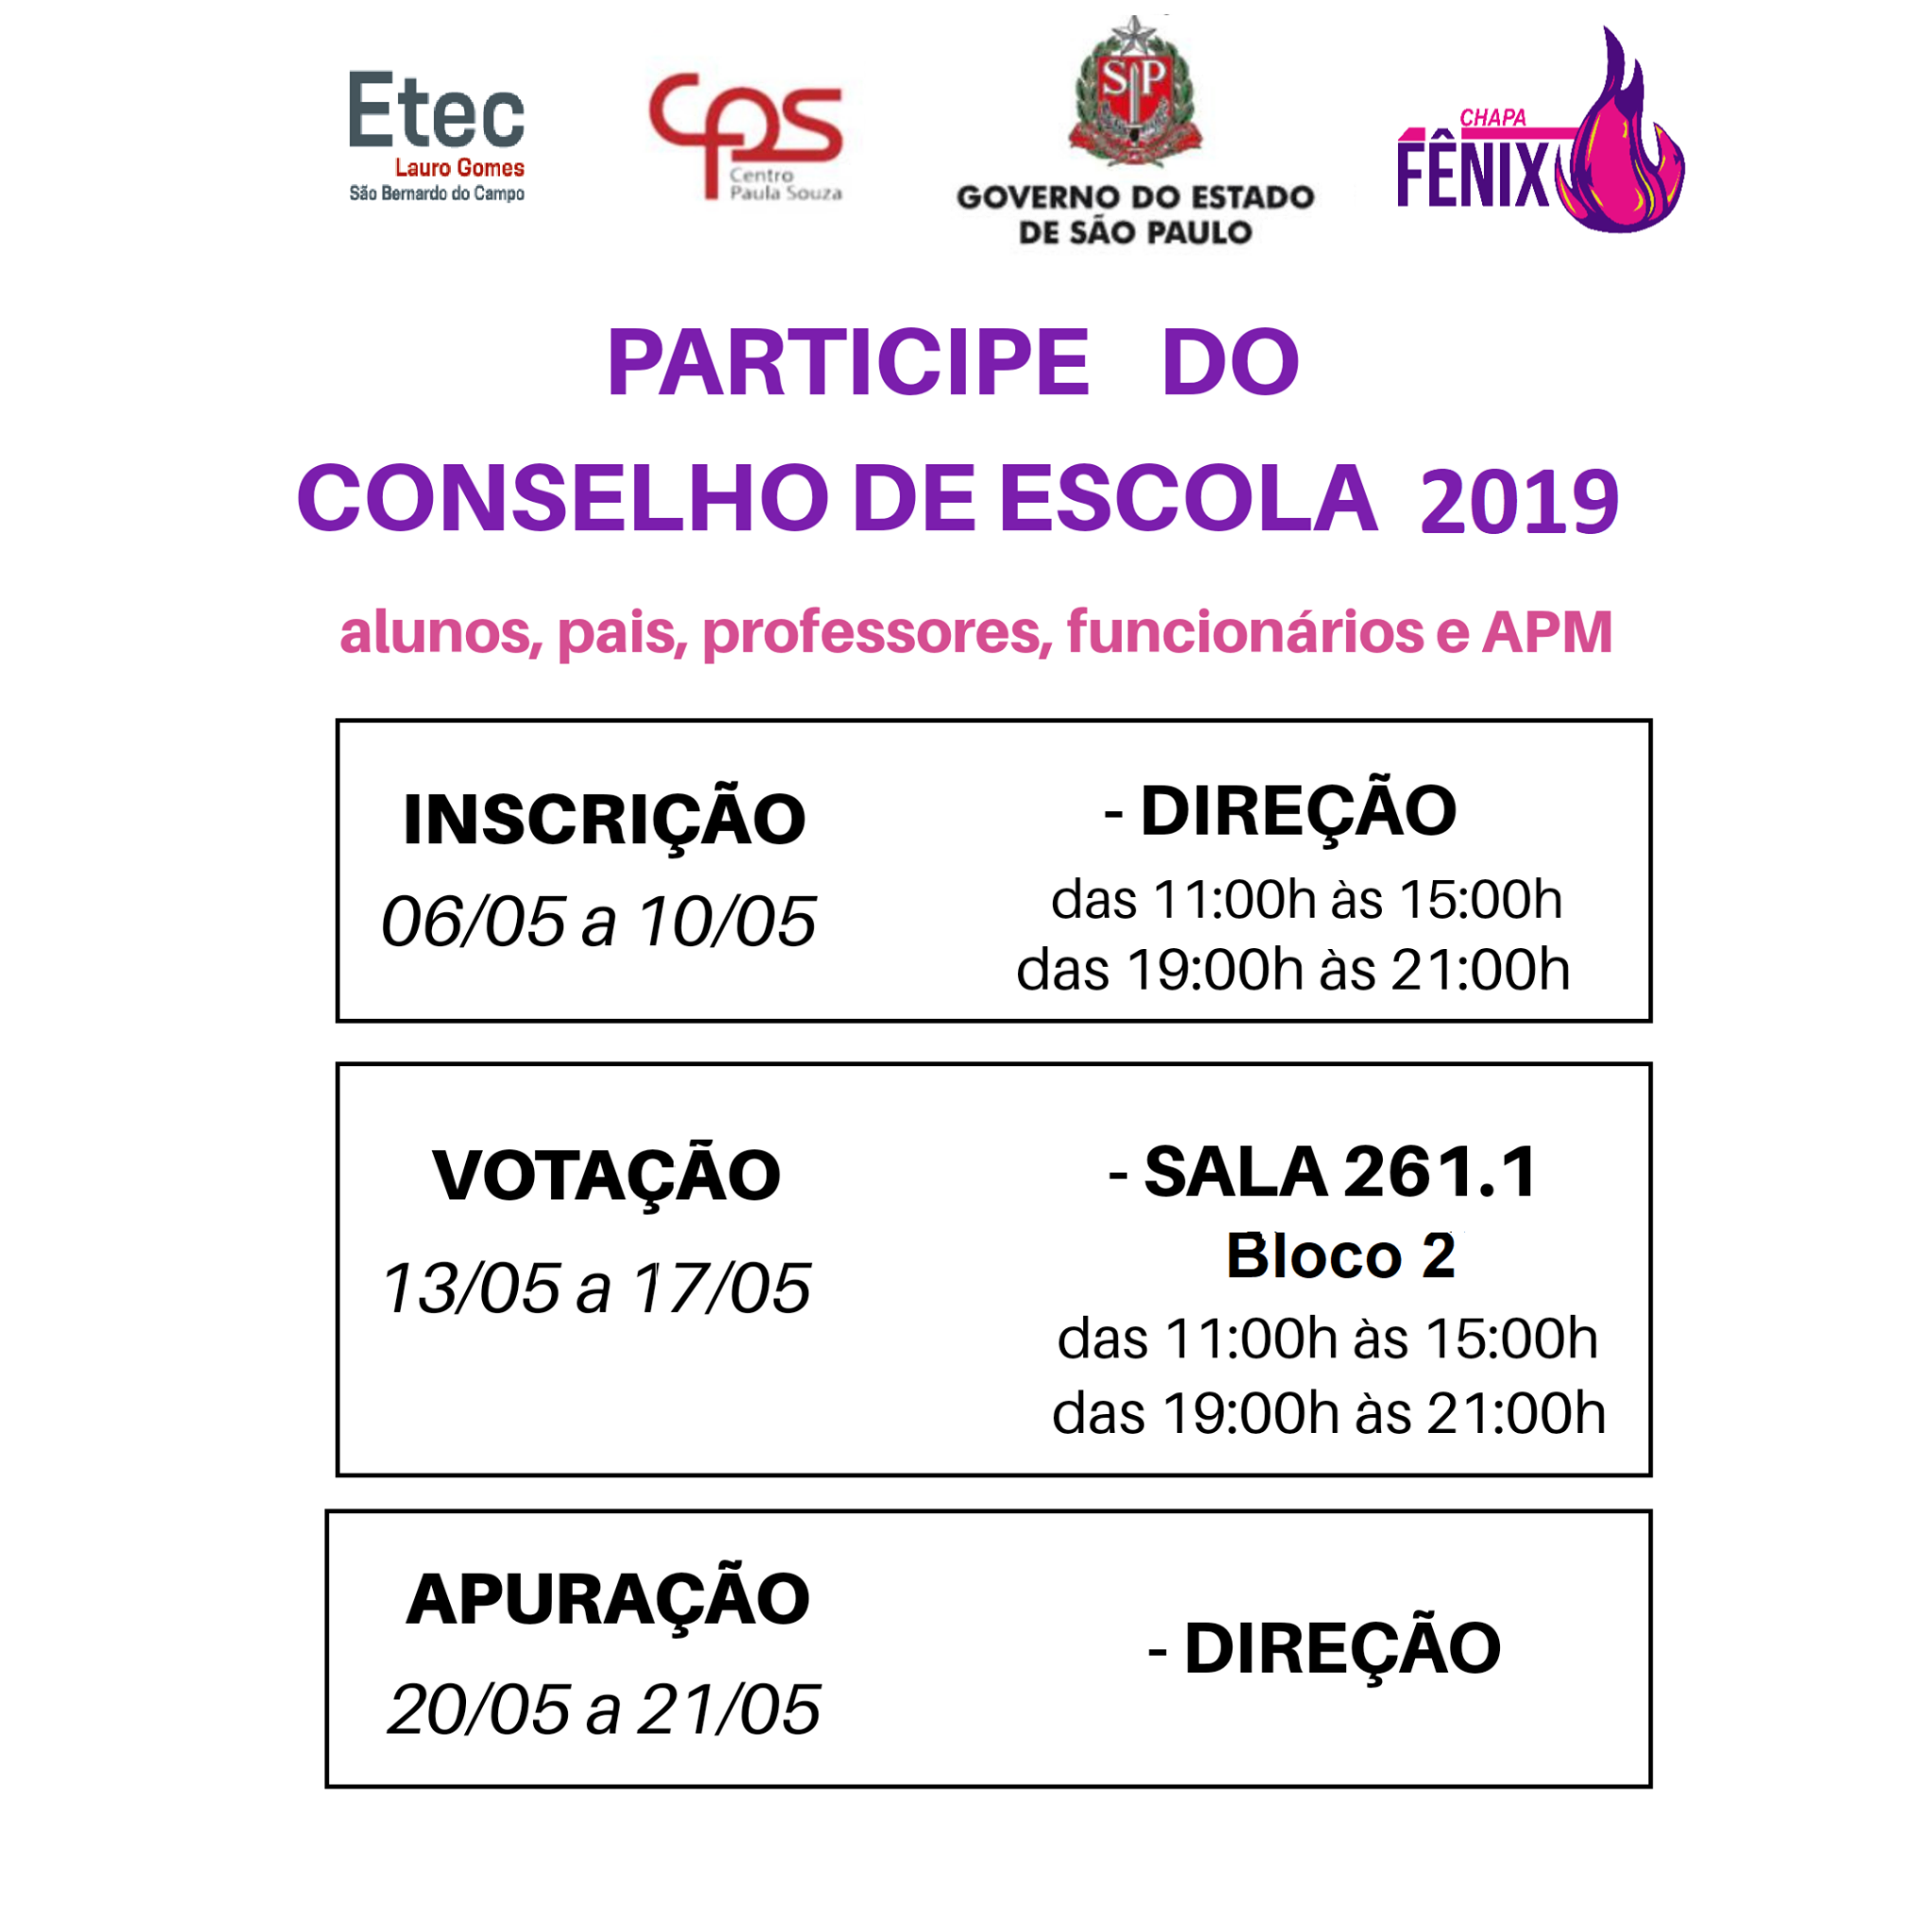 Etec
Lauro Gomes
São Bernardo do Campo
cps
Centro
Paula Souza
SP
GOVERNO DO ESTADO
DE SÃO PAULO
CHAPA
FÊNIX
PARTICIPE DO
CONSELHO DE ESCOLA 2019
alunos, pais, professores, funcionários e APM
INSCRIÇÃO
06/05 a 10/05
- DIREÇÃO
das 11:00h às 15:00h
das 19:00h às 21:00h
VOTAÇÃO
13/05 a 17/05
- SALA 261.1
Bloco 2
das 11:00h às 15:00h
das 19:00h às 21:00h
APURAÇÃO
20/05 a 21/05
- DIREÇÃO